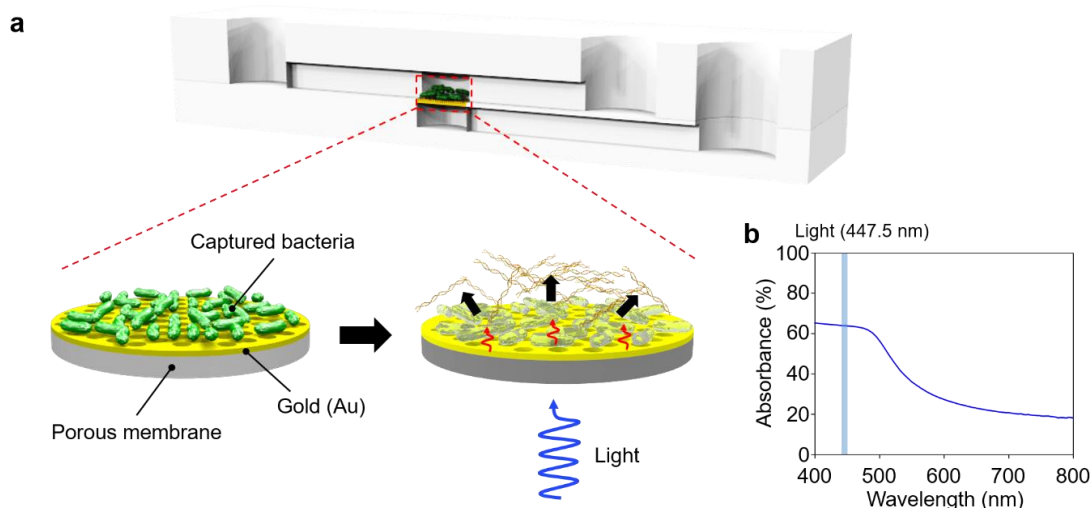 a
Captured bacteria
Gold (Au)
Porous membrane
Light
b
Light (447.5 nm)
Absorbance (%)
100
80
60
40
20
0
400 500 600 700 800
Wavelength (nm)